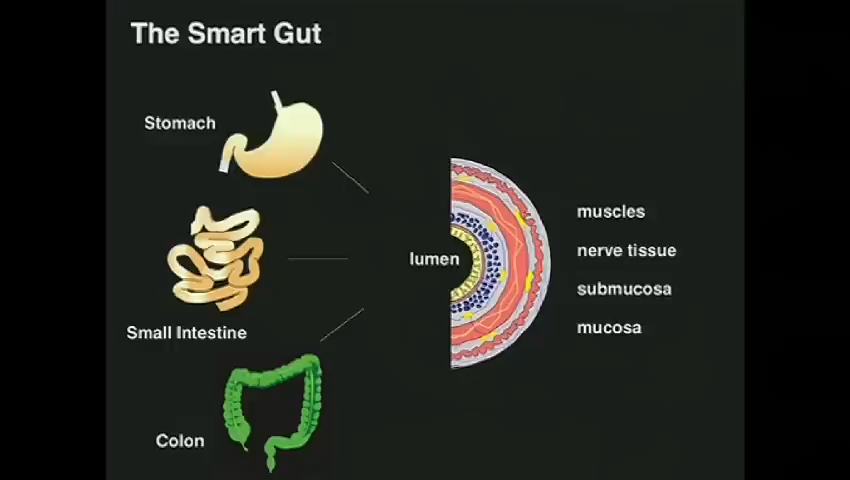 The Smart Gut
Stomach
Small Intestine
Colon
lumen
muscles
nerve tissue
submucosa
mucosa